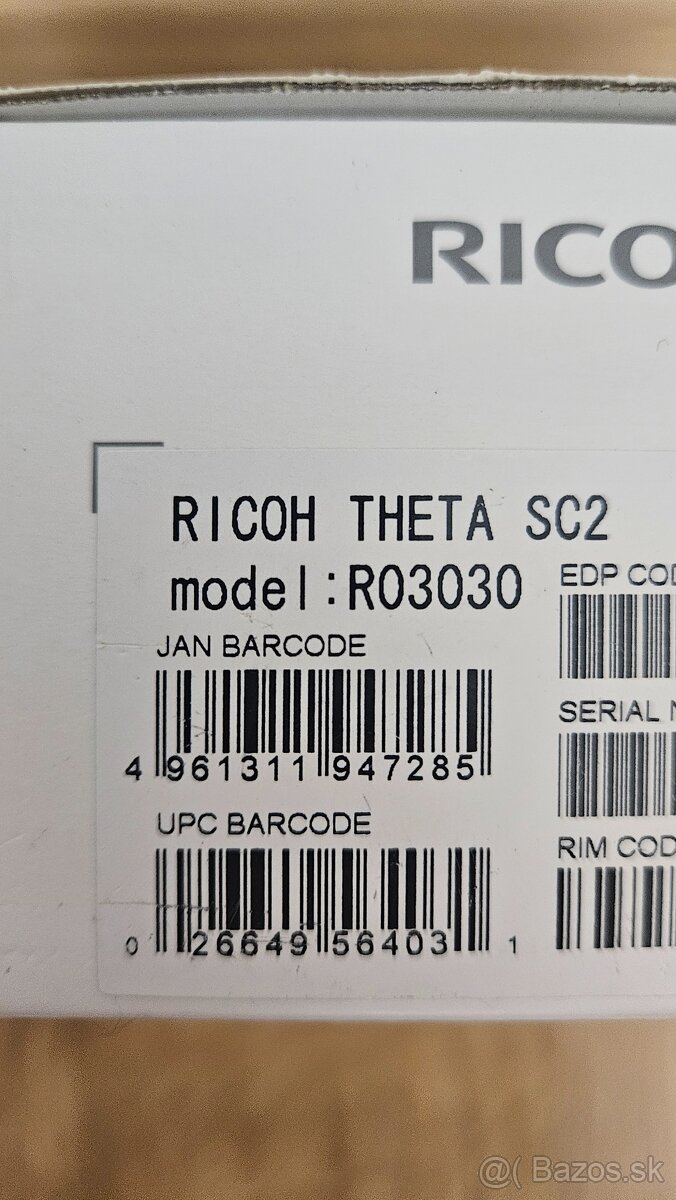 RICO
RICOH THETA SC2
model:R03030
EDP COD
JAN BARCODE
4 961311 947285
SERIAL N
UPC BARCODE
0 26649 56403 1
RIM COD
@( Bazos.sk